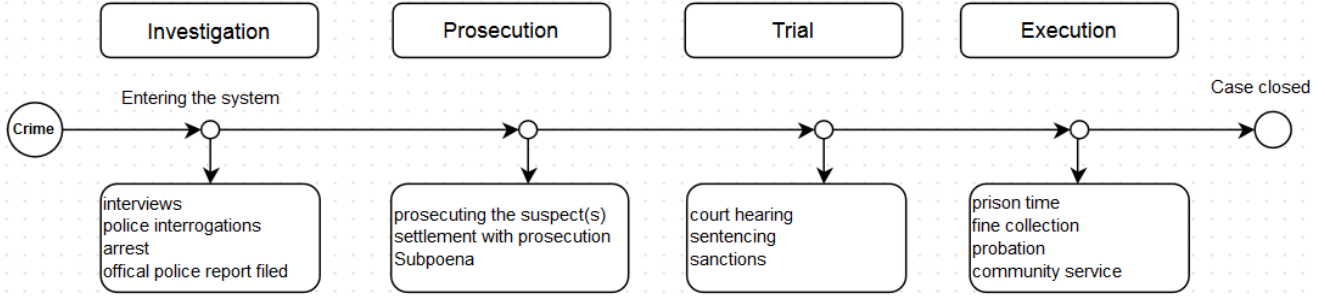 Investigation
Prosecution
Trial
Execution
Case closed
Entering the system
Crime
interviews
police interrogations
arrest
offical police report filed
prosecuting the suspect(s)
settlement with prosecution
Subpoena
court hearing
sentencing
sanctions
prison time
fine collection
probation
community service